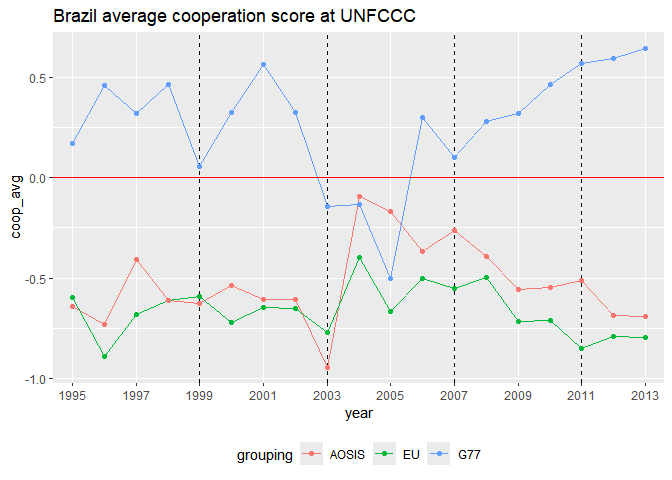 Brazil average cooperation score at UNFCCC
coop_avg
0.5
0.0
-0.5
-1.0
1995 1997 1999 2001 2003 2005 2007 2009 2011 2013
year
grouping AOSIS EU G77